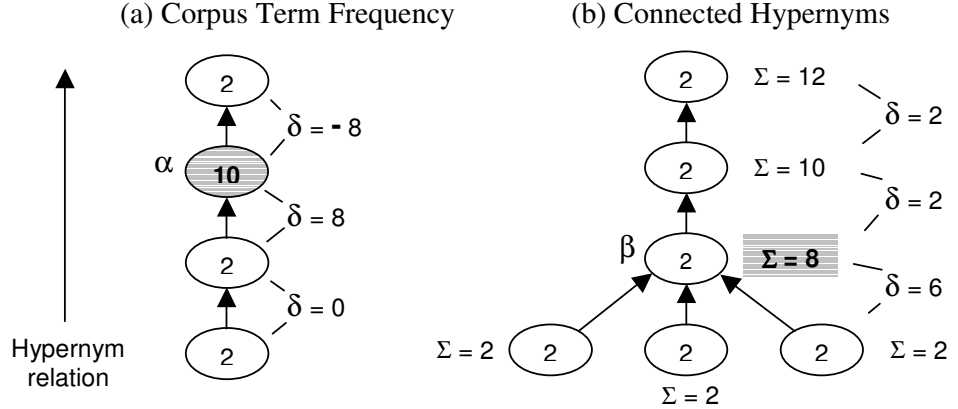 (a) Corpus Term Frequency
(b) Connected Hypernyms
2
δ = - 8
α
10
δ = 8
2
δ = 0
2
Hypernym
relation
2
Σ = 12
δ = 2
2
Σ = 10
δ = 2
β
2
Σ = 8
δ = 6
Σ = 2
2
2
2
Σ = 2
Σ = 2